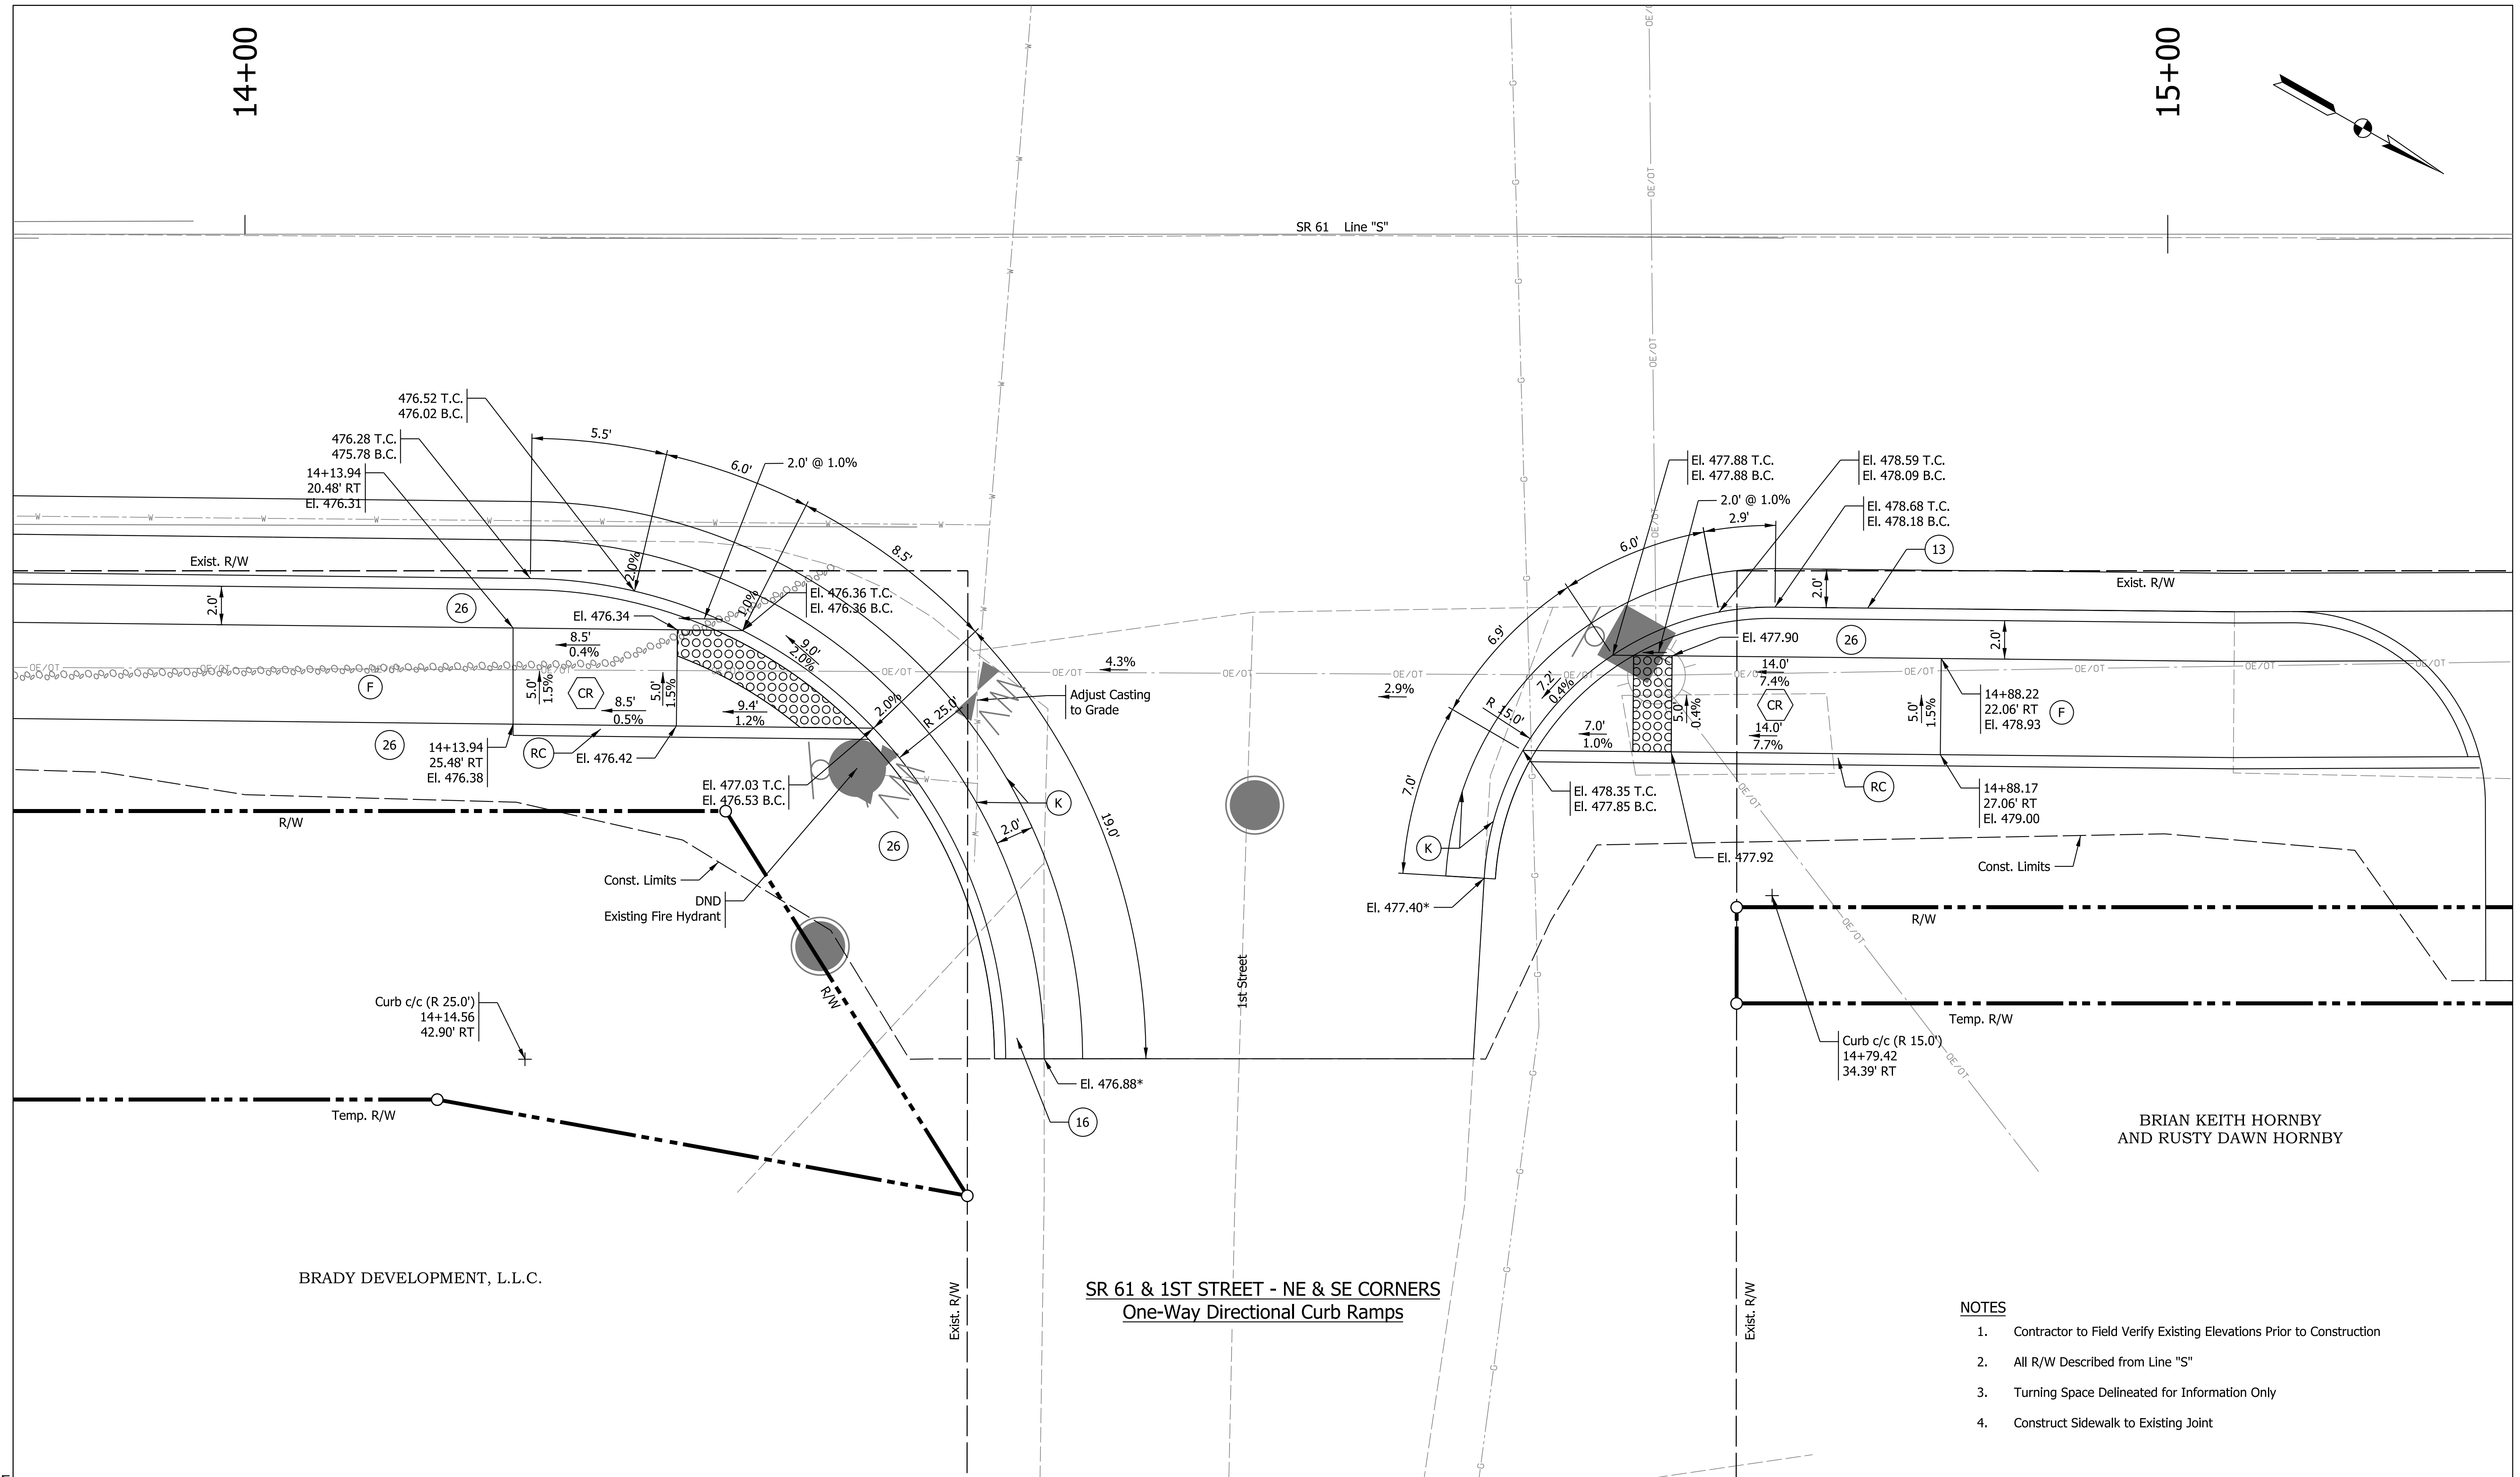 14+00
15+00
SR 61 Line "S"
476.52 T.C.
476.02 B.C.
476.28 T.C.
475.78 B.C.
14+13.94
20.48' RT
El. 476.31
5.5'
6.0'
2.0' @ 1.0%
8.5'
2.0%
1.0%
El. 476.36 T.C.
El. 476.36 B.C.
Exist. R/W
2.0'
26
El. 476.34
8.5'
0.4%
9.0'
2.0%
F
5.0'
1.5%
CR
5.0'
1.5%
8.5'
0.5%
9.4'
1.2%
2.0%
R 25.0'
4.3%
Adjust Casting
to Grade
26
14+13.94
25.48' RT
El. 476.38
RC
El. 476.42
El. 477.03 T.C.
El. 476.53 B.C.
K
19.0'
2.0'
26
R/W
Const. Limits
DND
Existing Fire Hydrant
R/W
Curb c/c (R 25.0')
14+14.56
42.90' RT
El. 476.88*
16
Temp. R/W
BRADY DEVELOPMENT, L.L.C.
Exist. R/W
1st Street
El. 477.88 T.C.
El. 477.88 B.C.
2.0' @ 1.0%
2.9'
6.0'
El. 478.59 T.C.
El. 478.09 B.C.
El. 478.68 T.C.
El. 478.18 B.C.
13
Exist. R/W
2.0'
6.9'
El. 477.90
26
2.0'
2.9%
7.2'
0.4%
14.0'
7.4%
CR
R 15.0'
7.0'
1.0%
5.0'
0.4%
14.0'
7.7%
5.0'
1.5%
14+88.22
22.06' RT
El. 478.93
F
7.0'
El. 478.35 T.C.
El. 477.85 B.C.
RC
14+88.17
27.06' RT
El. 479.00
K
El. 477.92
Const. Limits
El. 477.40*
R/W
Temp. R/W
Curb c/c (R 15.0')
14+79.42
34.39' RT
BRIAN KEITH HORNBY
AND RUSTY DAWN HORNBY
Exist. R/W
SR 61 & 1ST STREET - NE & SE CORNERS
One-Way Directional Curb Ramps
NOTES
1. Contractor to Field Verify Existing Elevations Prior to Construction
2. All R/W Described from Line "S"
3. Turning Space Delineated for Information Only
4. Construct Sidewalk to Existing Joint
W
G
OE/OT